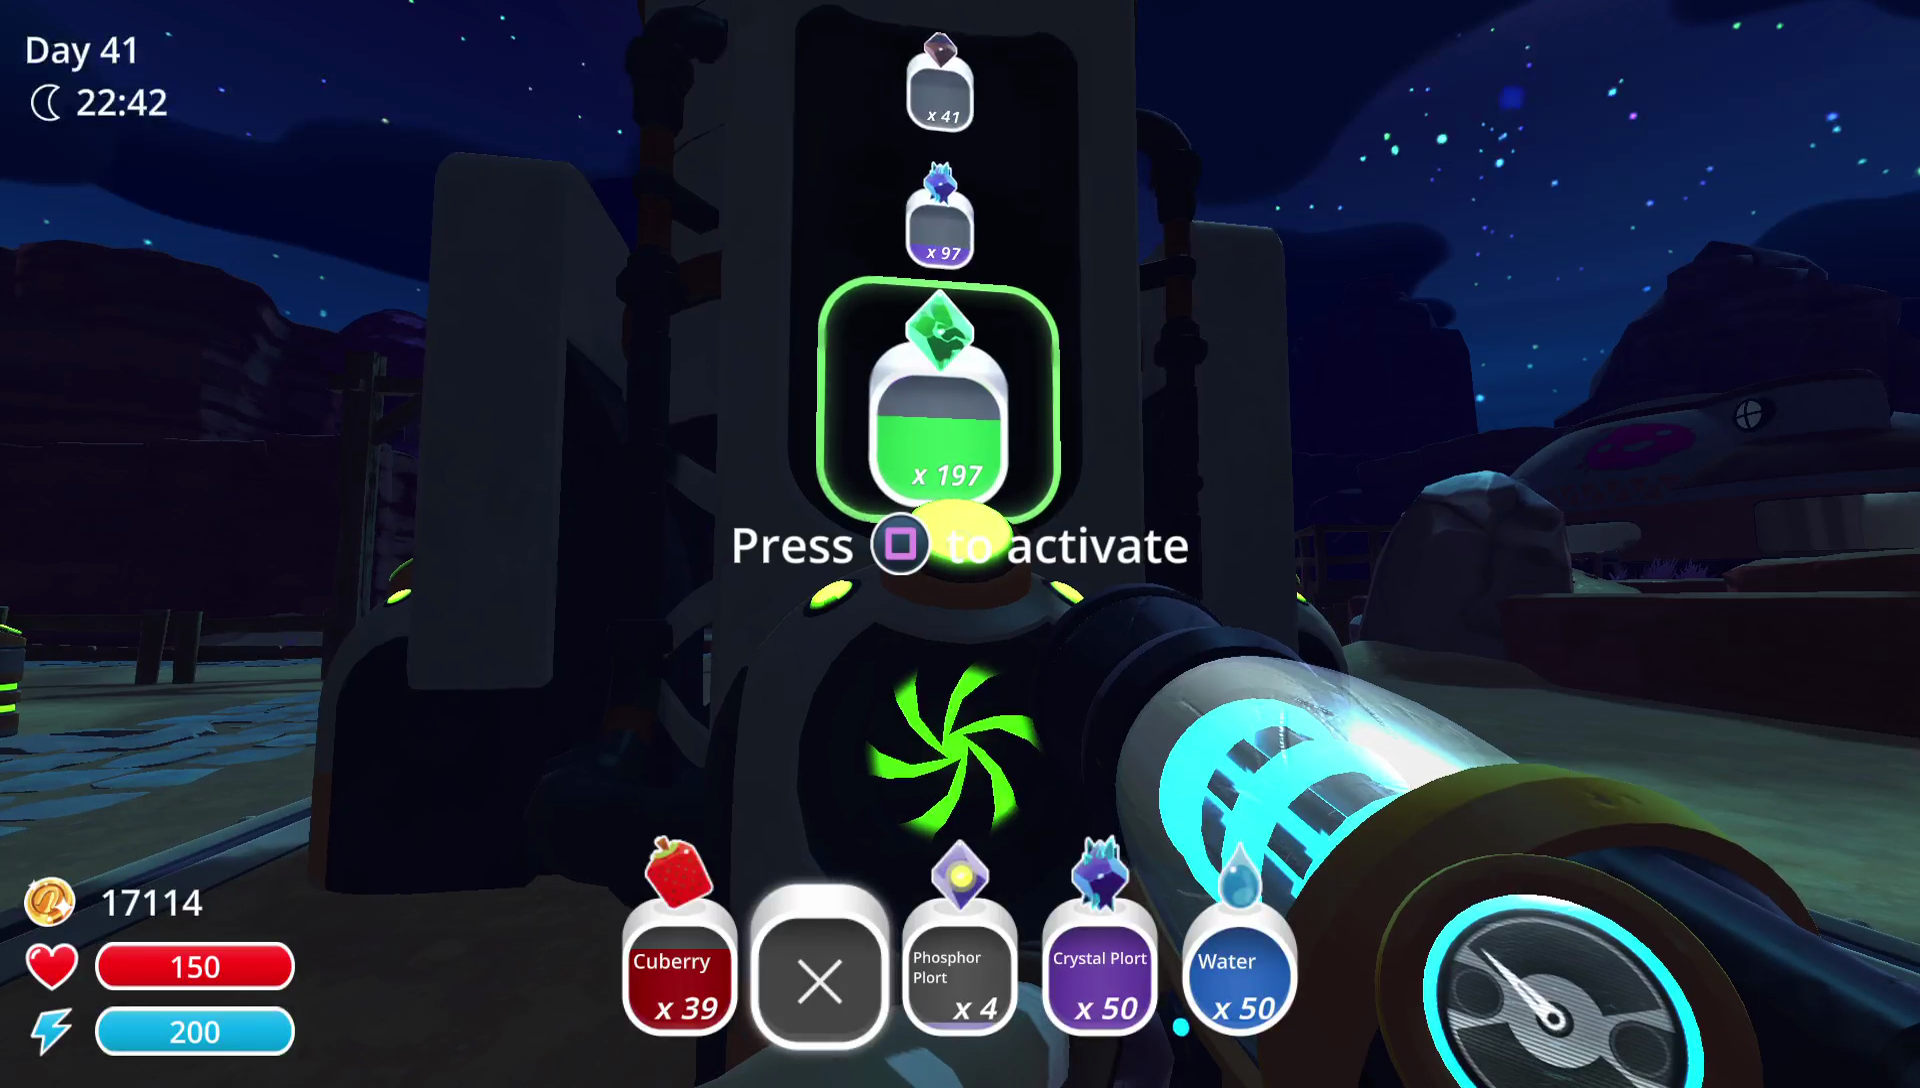 Day 41
22:42
x 41
x 97
x 197
Press to activate
17114
150
200
Cuberry
x 39
Phosphor
Plort
x 4
Crystal Plort
x 50
Water
x 50